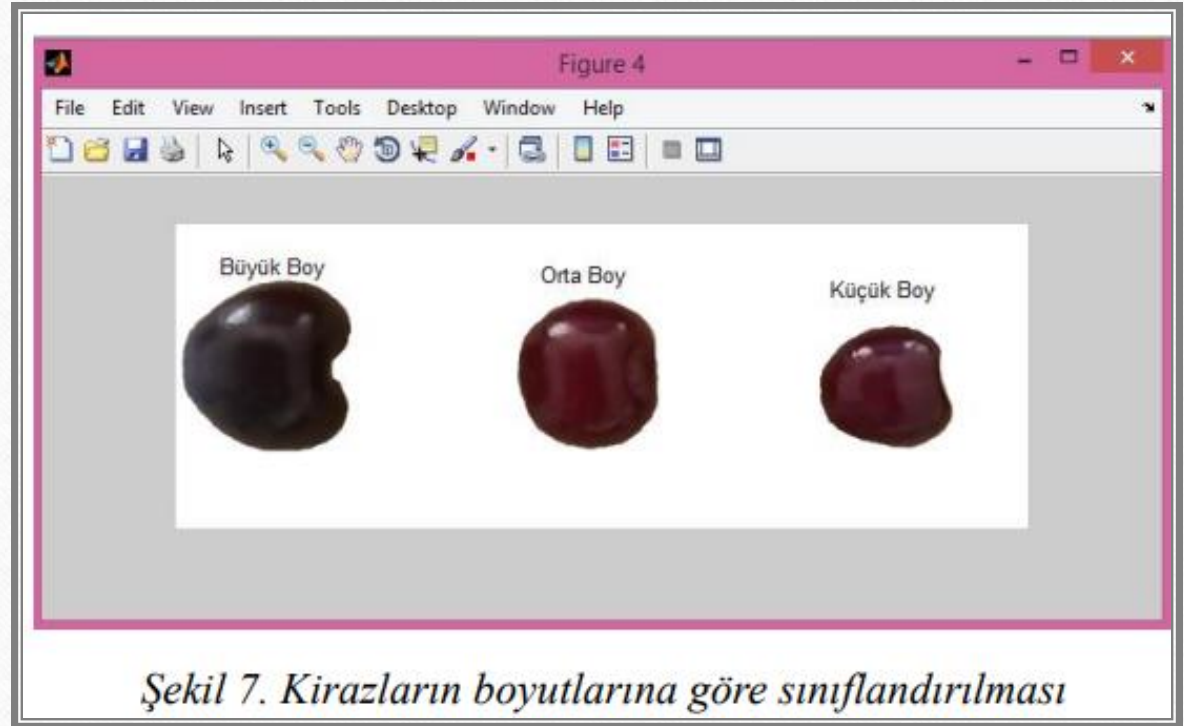 Figure 4
File Edit View Insert Tools Desktop Window Help
Büyük Boy
Orta Boy
Küçük Boy
Şekil 7. Kirazların boyutlarına göre sınıflandırılması